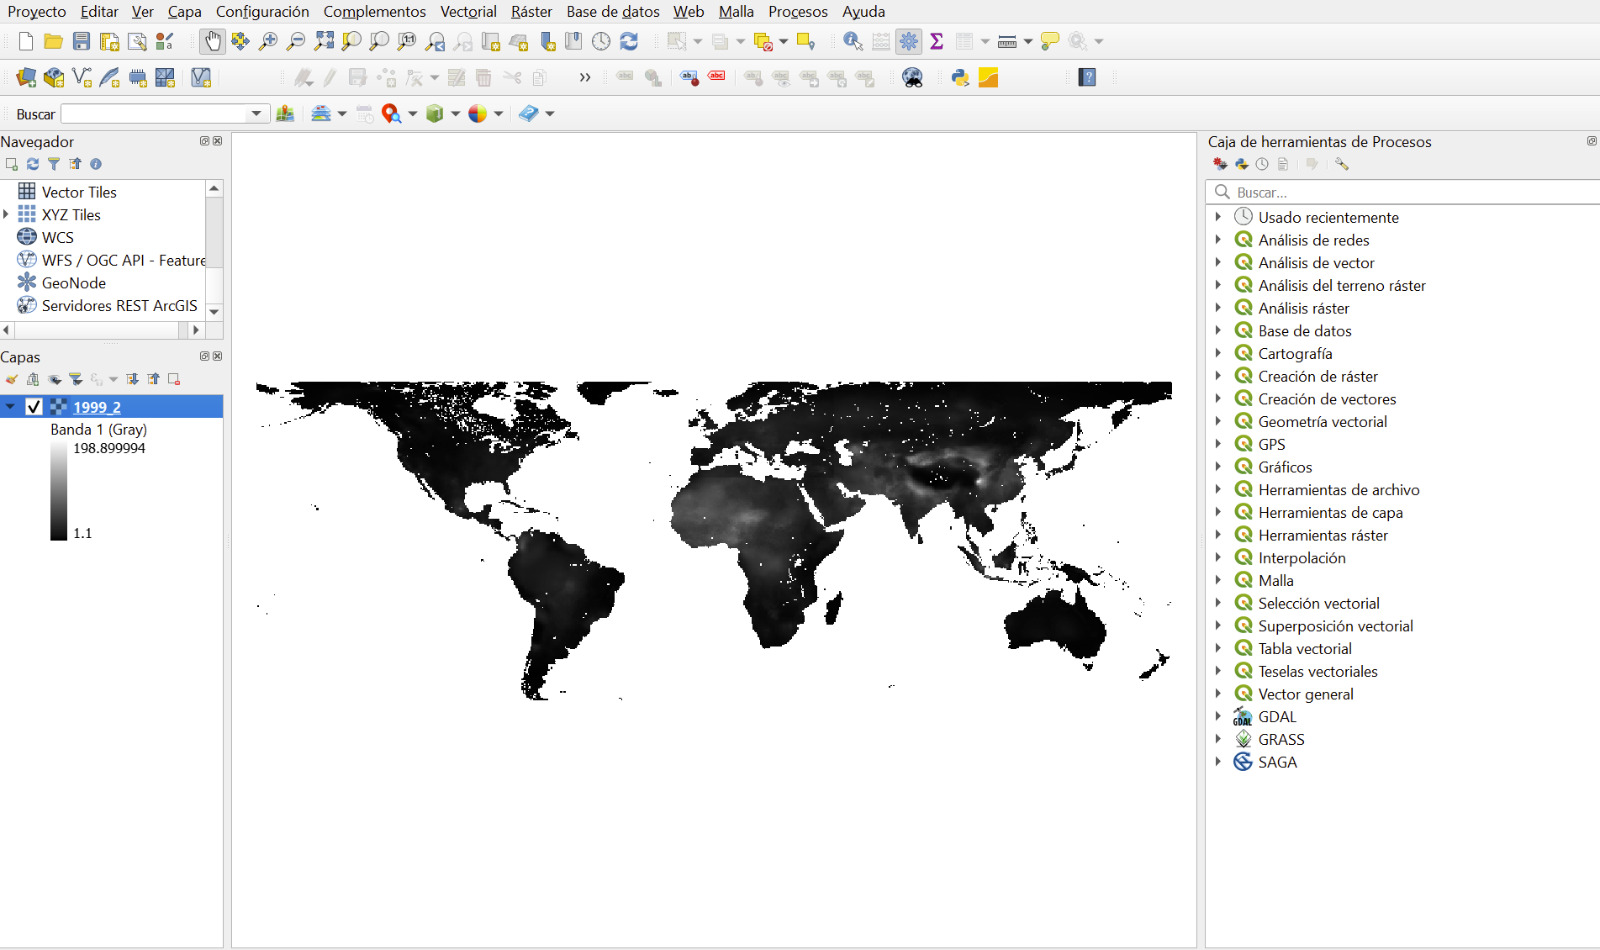 Proyecto Editar Ver Capa Configuración Complementos Vectorial Ráster Base de datos Web Malla Procesos Ayuda
Buscar
Navegador
Vector Tiles
XYZ Tiles
WCS
WFS / OGC API - Feature
GeoNode
Servidores REST ArcGIS
Capas
1999_2
Banda 1 (Gray)
198.899994
1.1
Caja de herramientas de Procesos
Buscar...
Usado recientemente
Análisis de redes
Análisis de vector
Análisis del terreno ráster
Análisis ráster
Base de datos
Cartografía
Creación de ráster
Creación de vectores
Geometría vectorial
GPS
Gráficos
Herramientas de archivo
Herramientas de capa
Herramientas ráster
Interpolación
Malla
Selección vectorial
Superposición vectorial
Tabla vectorial
Teselas vectoriales
Vector general
GDAL
GRASS
SAGA